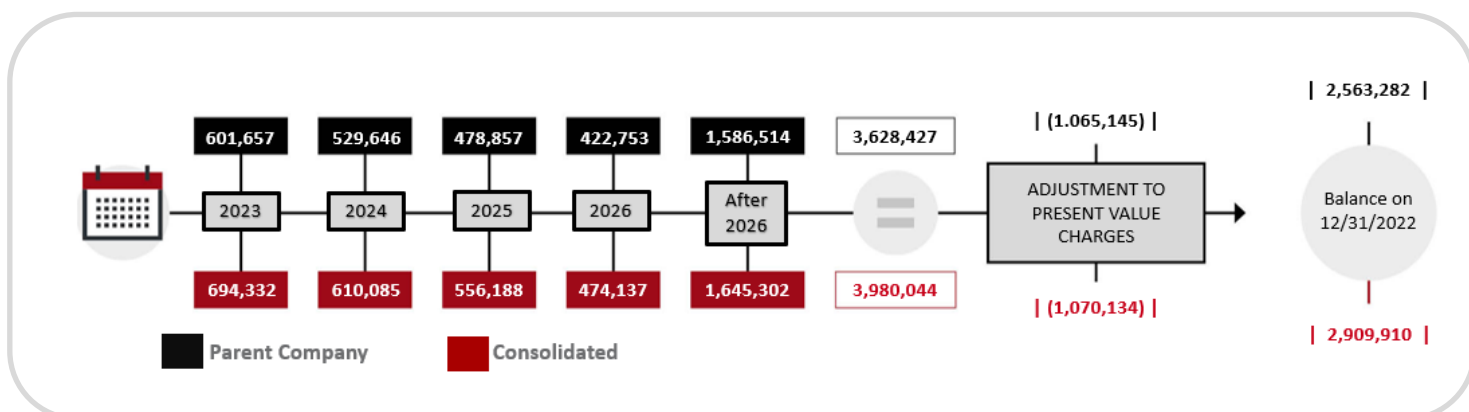 | 2,563,282 |
601,657 529,646 478,857 422,753 1,586,514 3,628,427 | (1.065,145) |
2023 2024 2025 2026 After
2026
ADJUSTMENT TO
PRESENT VALUE
CHARGES
Balance on
12/31/2022
694,332 610,085 556,188 474,137 1,645,302 3,980,044 | (1,070,134) |
| 2,909,910 |
Parent Company Consolidated